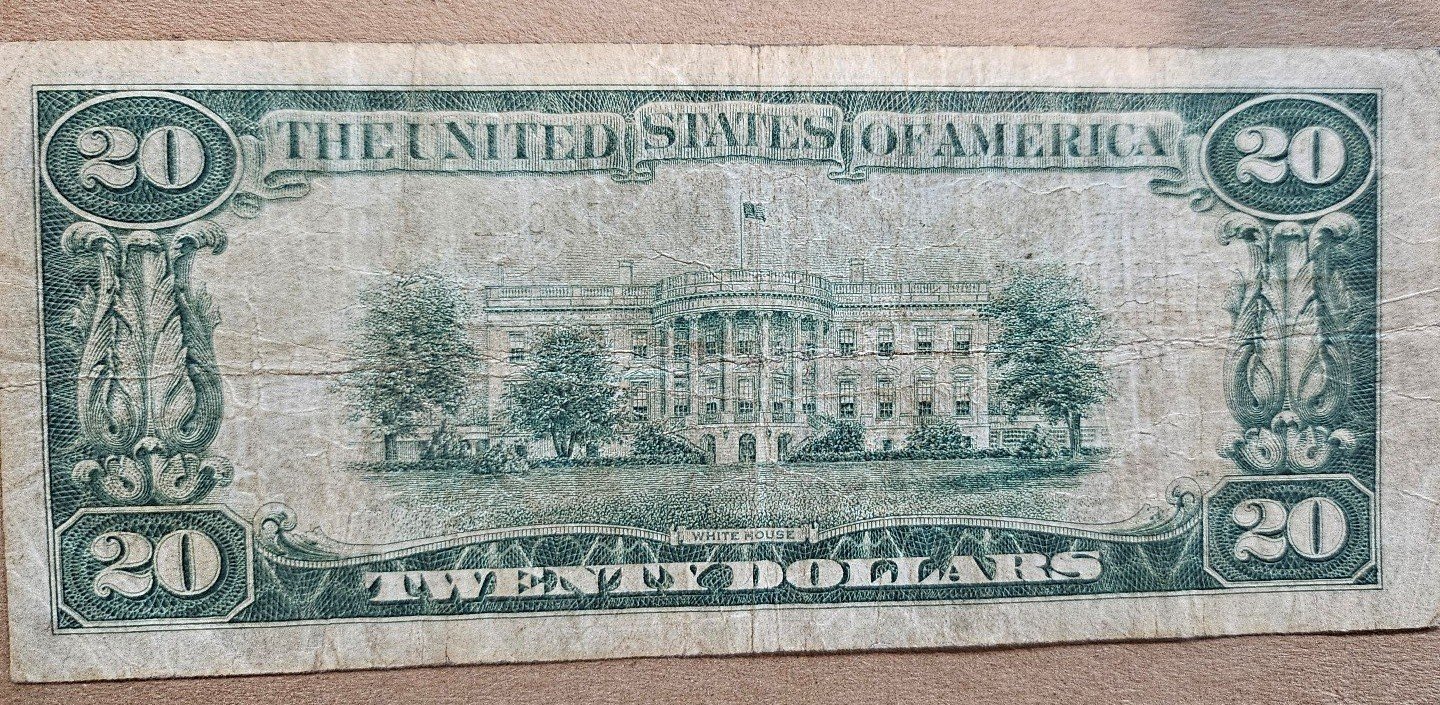 20 THE UNITED STATES OF AMERICA 20
WHITE HOUSE
20 TWENTY DOLLARS 20